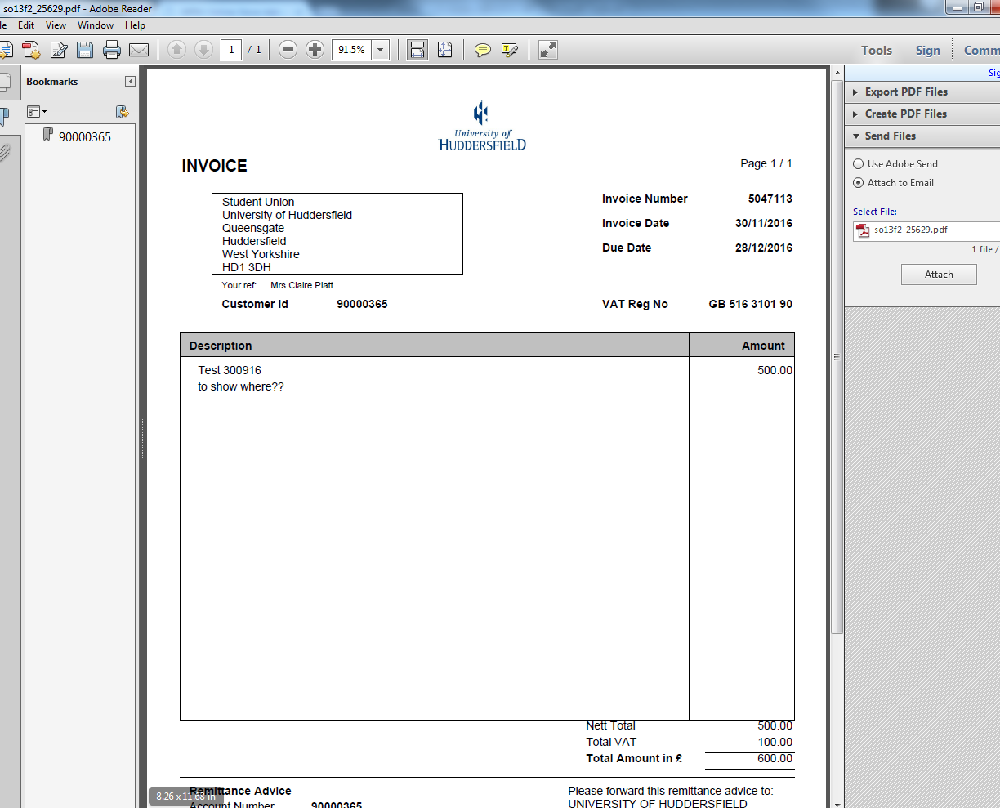 so13f2_25629.pdf - Adobe Reader
Edit View Window Help
1 / 1 91.5% Tools Sign Comm
Bookmarks
90000365
University of
HUDDERSFIELD
INVOICE
Page 1 / 1
Student Union
University of Huddersfield
Queensgate
Huddersfield
West Yorkshire
HD1 3DH
Invoice Number 5047113
Invoice Date 30/11/2016
Due Date 28/12/2016
Your ref: Mrs Claire Platt
Customer Id 90000365
VAT Reg No GB 516 3101 90
Description Amount
Test 300916 500.00
to show where??
Nett Total 500.00
Total VAT 100.00
Total Amount in £ 600.00
Remittance Advice
Account Number 90000365
Please forward this remittance advice to:
UNIVERSITY OF HUDDERSFIELD
8.26 x 11.68 in
Sig
Export PDF Files
Create PDF Files
Send Files
Use Adobe Send
Attach to Email
Select File:
so13f2_25629.pdf
1 file /
Attach